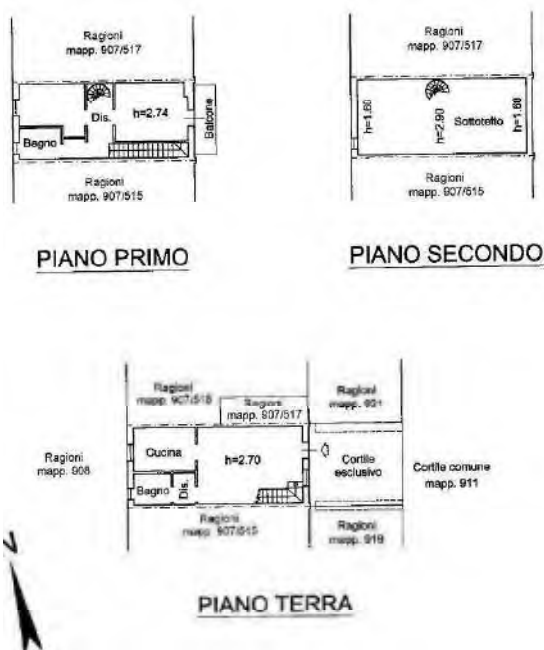 Ragioni
mapp. 907/517
Dis.
h=2.74
Bagno
Balcone
Ragioni
mapp. 907/515
PIANO PRIMO
Ragioni
mapp. 907/517
h=1.60
h=2.90
Sottotetto
h=1.60
Ragioni
mapp. 907/515
PIANO SECONDO
Ragioni
mapp. 907/516
Ragioni
mapp. 907/517
Ragioni
mapp. 921
Ragioni
mapp. 908
Cucina
h=2.70
Cortile
esclusivo
Cortile comune
mapp. 911
Bagno
Dis.
Ragioni
mapp. 907/515
Ragioni
mapp. 919
PIANO TERRA